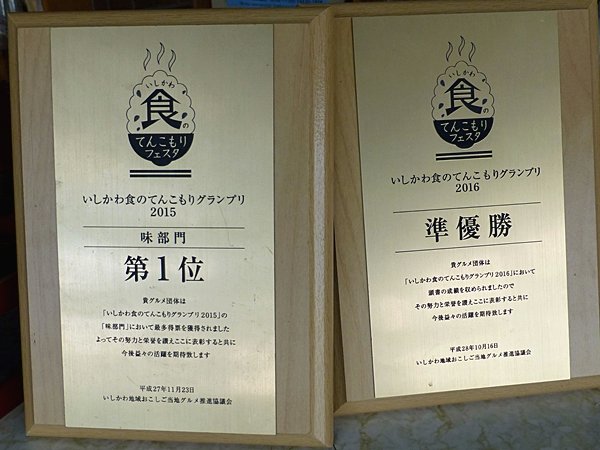 いしかわ
食の
てんこもり
フェスタ
いしかわ食のてんこもりグランプリ
2015
味部門
第1位
貴グルメ団体は
「いしかわ食のてんこもりグランプリ2015」の
「味部門」において最多得票を獲得されました
よってその努力と栄誉を讃えここに表彰すると共に
今後益々の活躍を期待致します
平成27年11月23日
いしかわ地域おこしご当地グルメ推進協議会
いしかわ
食の
てんこもり
フェスタ
いしかわ食のてんこもりグランプリ
2016
準優勝
貴グルメ団体は
「いしかわ食のてんこもりグランプリ2016」において
顕著の成績を収められましたので
その努力と栄誉を讃えここに表彰すると共に
今後益々の活躍を期待致します
平成28年10月16日
いしかわ地域おこしご当地グルメ推進協議会